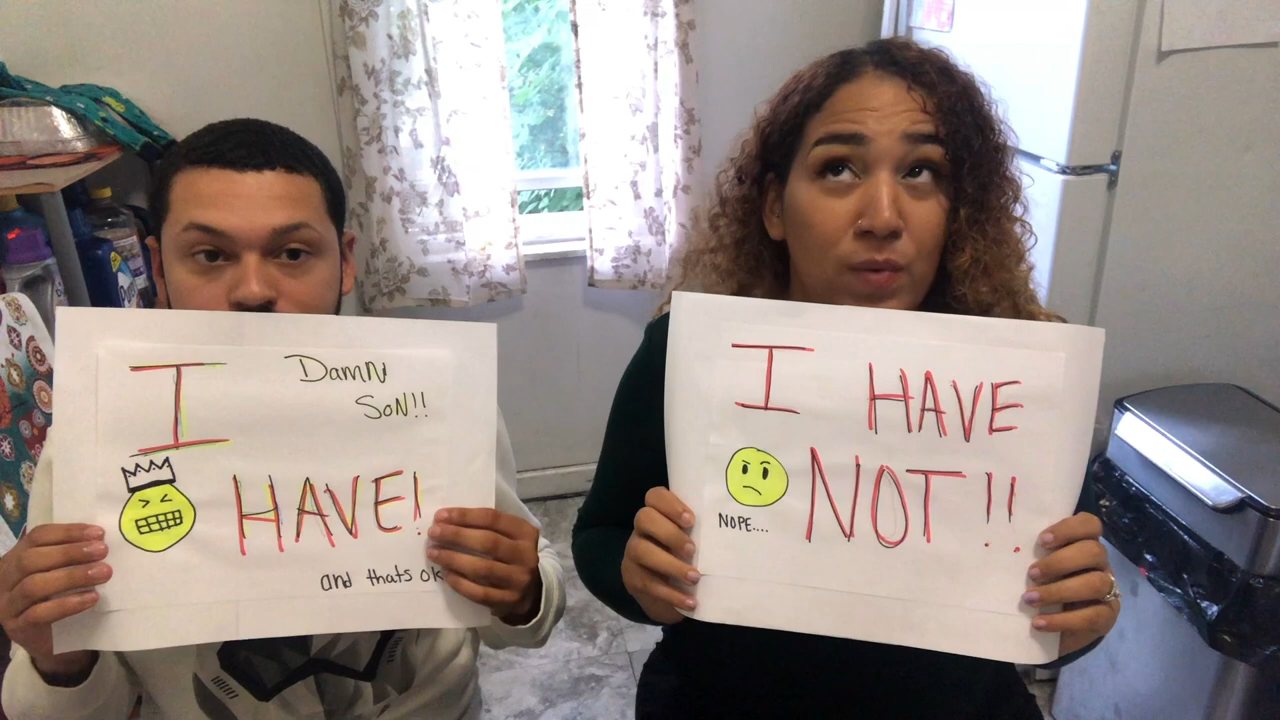 I
Damn
SON!!
HAVE!
and thats ok
I HAVE
NOT!!
NOPE....